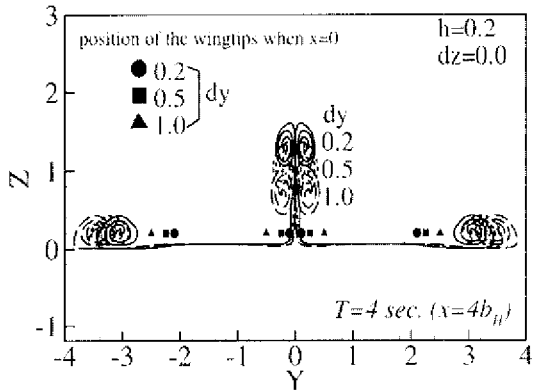 3
position of the wingtips when x=0
h=0.2
dz=0.0
0.2
0.5
dy
1.0
2
dy
0.2
0.5
1.0
1
Z
0
T=4 sec. (x=4b_H)
-1
-4 -3 -2 -1 0 1 2 3 4
Y